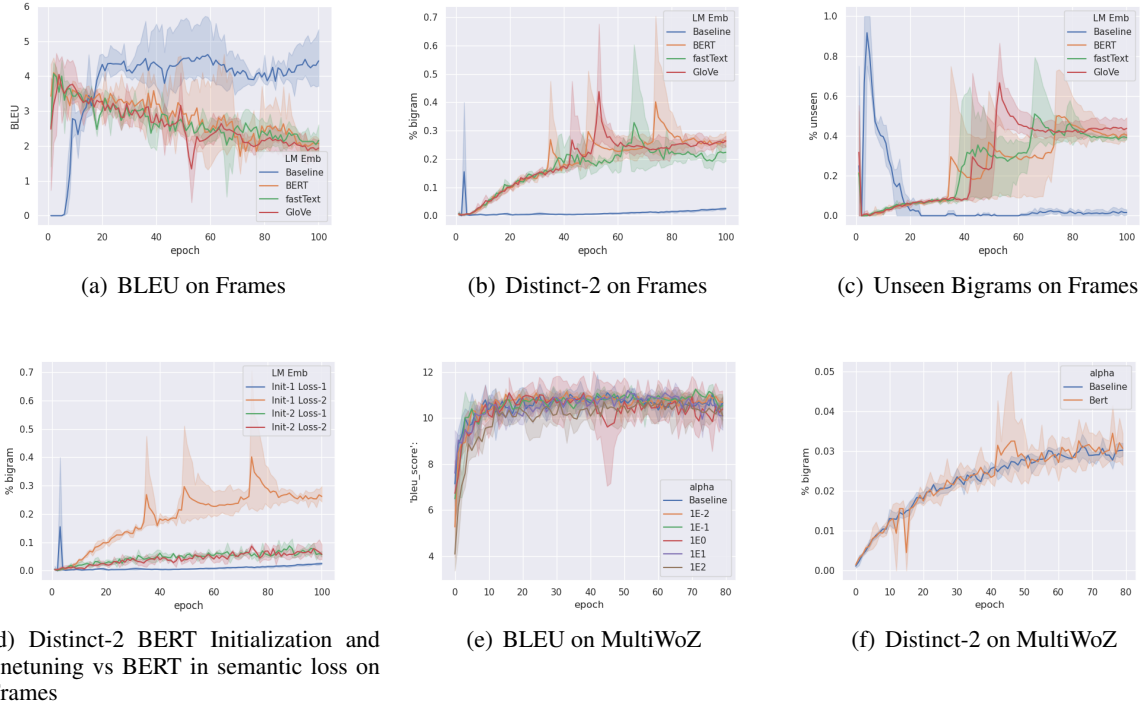 6
5
4
3
2
1
0
BLEU
LM Emb
Baseline
BERT
fastText
GloVe
0 20 40 60 80 100
epoch
(a) BLEU on Frames
0.7
0.6
0.5
0.4
0.3
0.2
0.1
0.0
% bigram
LM Emb
Baseline
BERT
fastText
GloVe
0 20 40 60 80 100
epoch
(b) Distinct-2 on Frames
1.0
0.8
0.6
0.4
0.2
0.0
% unseen
LM Emb
Baseline
BERT
fastText
GloVe
0 20 40 60 80 100
epoch
(c) Unseen Bigrams on Frames
0.7
0.6
0.5
0.4
0.3
0.2
0.1
0.0
% bigram
LM Emb
Init-1 Loss-1
Init-1 Loss-2
Init-2 Loss-1
Init-2 Loss-2
0 20 40 60 80 100
epoch
d) Distinct-2 BERT Initialization and
netuning vs BERT in semantic loss on
rames
12
10
8
6
4
bleu_score':
alpha
Baseline
1E-2
1E-1
1E0
1E1
1E2
0 10 20 30 40 50 60 70 80
epoch
(e) BLEU on MultiWoZ
0.05
0.04
0.03
0.02
0.01
0.00
% bigram
alpha
Baseline
Bert
0 10 20 30 40 50 60 70 80
epoch
(f) Distinct-2 on MultiWoZ